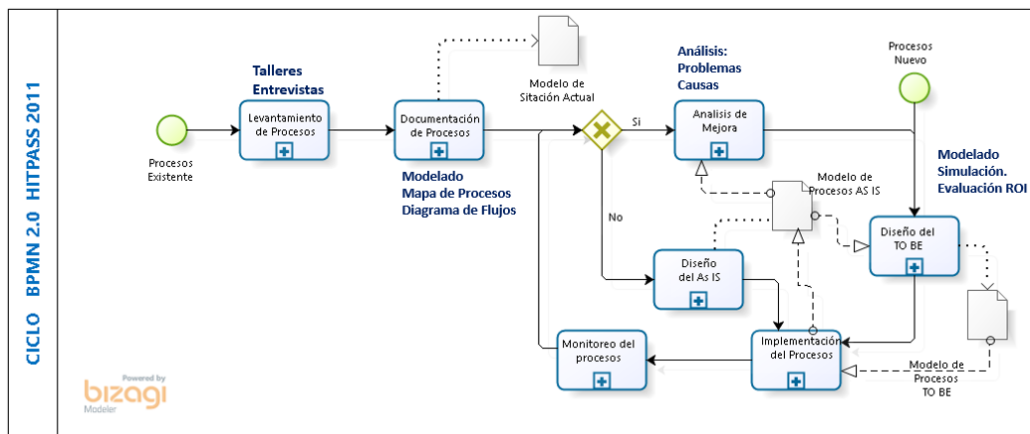 CICLO BPMN 2.0 HITPASS 2011
Procesos
Existente
Talleres
Entrevistas
Levantamiento
de Procesos
Documentación
de Procesos
Modelado
Mapa de Procesos
Diagrama de Flujos
Modelo de
Sitación Actual
Si
No
Análisis:
Problemas
Causas
Analisis de
Mejora
Procesos
Nuevo
Modelo de
Procesos AS IS
Modelado
Simulación.
Evaluación ROI
Diseño del
TO BE
Diseño
del As IS
Monitoreo del
procesos
Implementación
del Procesos
Modelo de
Procesos
TO BE
Powered by
bizagi
Modeler